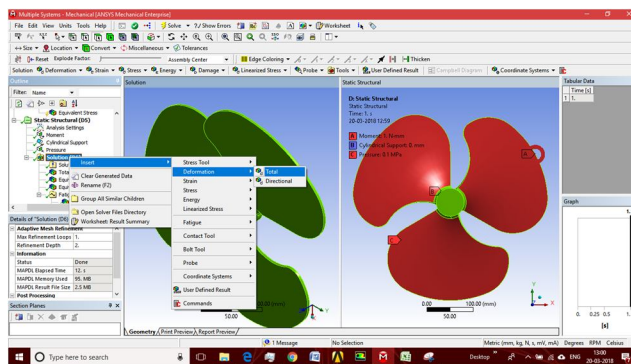 Multiple Systems - Mechanical [ANSYS Mechanical Enterprise]
File Edit View Units Tools Help
Solve ?/ Show Errors Worksheet
Size Location Convert Miscellaneous Tolerances
Reset Explode Factor: Assembly Center Edge Coloring Thicken
Solution Deformation Strain Stress Energy Damage Linearized Stress Probe Tools User Defined Result Campbell Diagram Coordinate Systems
Outline
Filter: Name
Equivalent Stress
Static Structural (D5)
Analysis Settings
Moment
Cylindrical Support
Pressure
Solution
Insert
Clear Generated Data
Rename (F2)
Group All Similar Children
Open Solver Files Directory
Worksheet: Result Summary
Stress Tool
Deformation
Strain
Stress
Energy
Linearized Stress
Fatigue
Contact Tool
Bolt Tool
Probe
Coordinate Systems
User Defined Result
Commands
Total
Directional
Details of "Solution (D6)
Adaptive Mesh Refinement
Max Refinement Loops 1.
Refinement Depth 2.
Information
Status Done
MAPDL Elapsed Time 12. s
MAPDL Memory Used 95. MB
MAPDL Result File Size 2.5 MB
Post Processing
Section Planes
Solution
50.00
Geometry Print Preview Report Preview
Static Structural
D: Static Structural
Static Structural
Time: 1. s
20-03-2018 12:59
A Moment: 1. N·mm
B Cylindrical Support: 0. mm
C Pressure: 0.1 MPa
0.00 100.00 (mm)
50.00
Tabular Data
Time [s]
1 1.
Graph
1.
0. 0.25 0.5
[s]
1 Message No Selection Metric (mm, kg, N, s, mV, mA) Degrees RPM Celsius
Type here to search
Desktop
ENG
13:00
20-03-2018